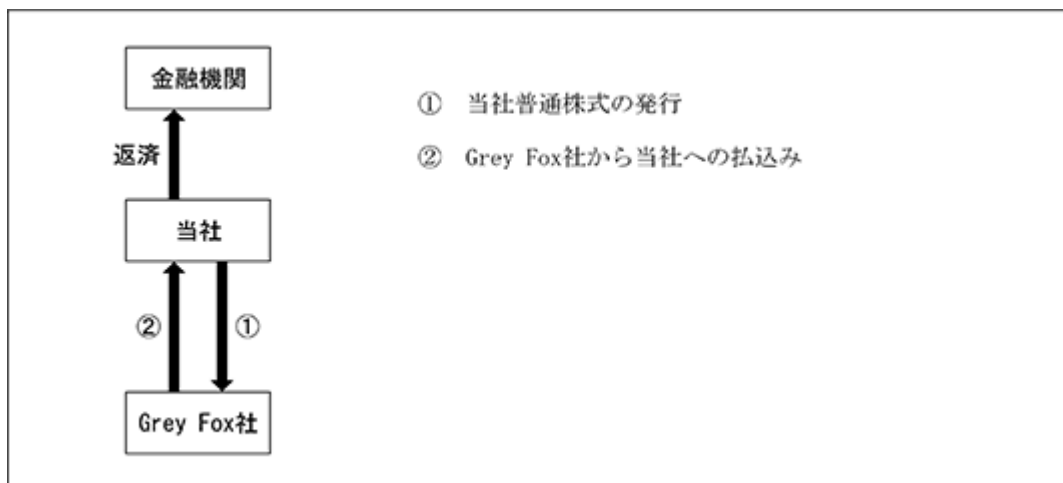 金融機関
① 当社普通株式の発行
返済
② Grey Fox社から当社への払込み
当社
②
①
Grey Fox社